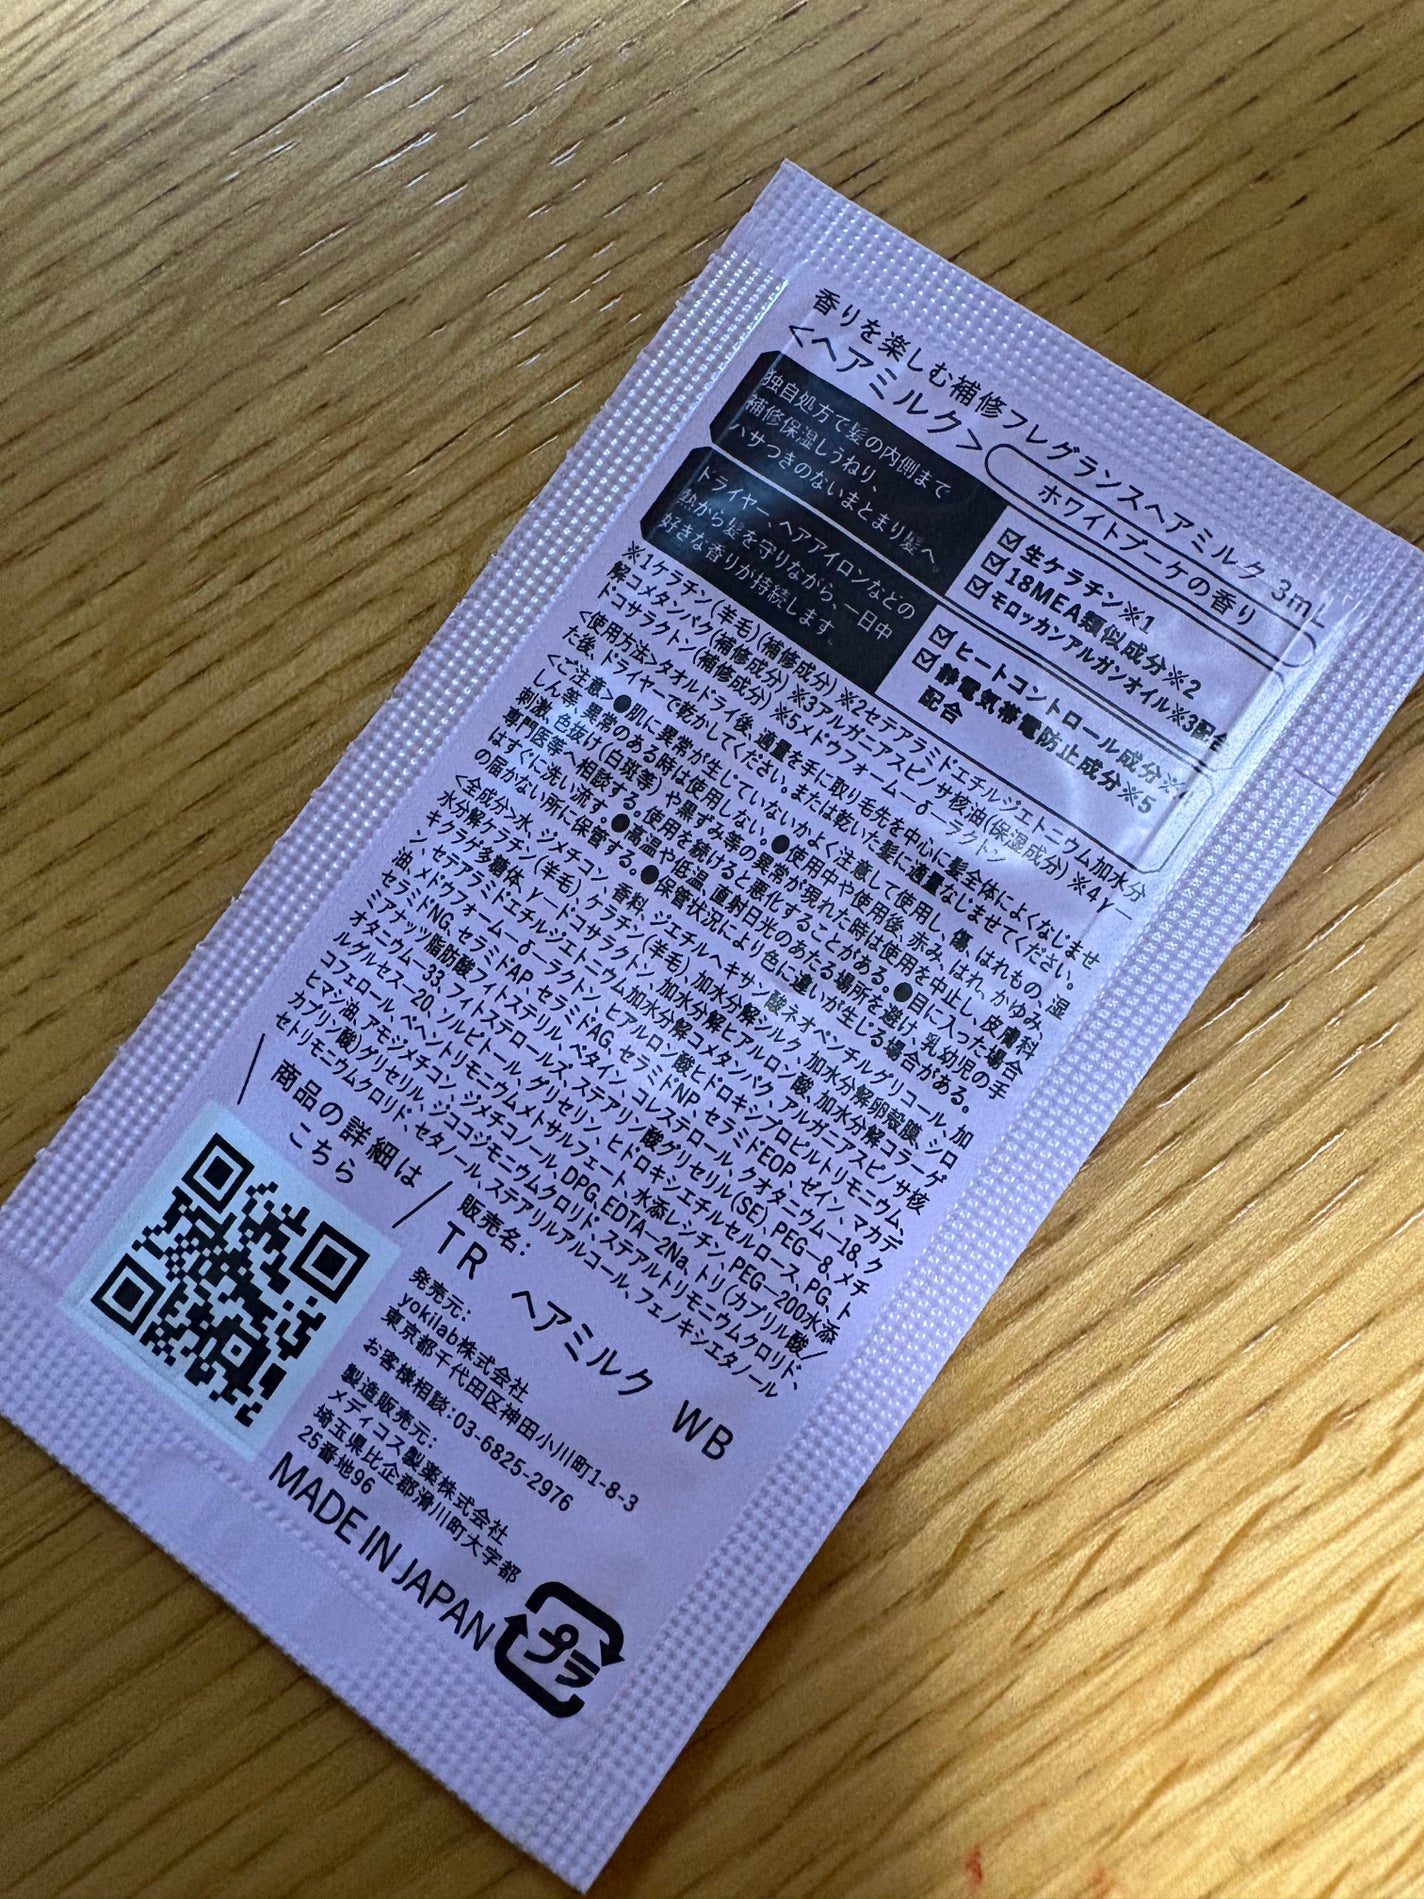 香りを楽しむ補修フレグランスヘアミルク 3mL
<ヘアミルク>
ホワイトブーケの香り
独自処方で髪の内側まで
補修保湿しうねり、
パサつきのないまとまり髪へ。
☑生ケラチン※1
☑18MEA類似成分※2
☑モロッカンアルガンオイル※3配合
ドライヤー、ヘアアイロンなどの
熱から髪を守りながら、一日中
好きな香りが持続します。
☑ヒートコントロール成分※4
☑静電気帯電防止成分※5
配合
※1ケラチン(羊毛)(補修成分) ※2セテアラミドエチルジエトニウム加水分
解コメタンパク(補修成分) ※3アルガニアスピノサ核油(保湿成分) ※4γ-
ドコサラクトン(補修成分) ※5メドウフォーム-δ-ラクトン
<使用方法>タオルドライ後、適量を手に取り毛先を中心に髪全体によくなじませ
た後、ドライヤーで乾かしてください。または乾いた髪に適量なじませてください。
<ご注意>●肌に異常が生じていないかよく注意して使用し、傷、はれもの、湿
しん等、異常のある時は使用しない。●使用中や使用後、赤み、はれ、かゆみ、
刺激、色抜け(白斑等)や黒ずみ等の異常が現れた時は使用を中止し、皮膚科
専門医等へ相談する。使用を続けると悪化することがある。●目に入った場合
はすぐに洗い流す。●高温や低温、直射日光のあたる場所を避け、乳幼児の手
の届かない所に保管する。●保管状況により色に違いが生じる場合がある。
<全成分>水、ジメチコン、香料、ジエチルヘキサン酸ネオペンチルグリコール、加
水分解ケラチン(羊毛)、ケラチン(羊毛)、加水分解シルク、加水分解卵殻膜、シロ
キクラゲ多糖体、γ-ドコサラクトン、加水分解ヒアルロン酸、加水分解コラーゲ
ン、セテアラミドエチルジエトニウム加水分解コメタンパク、アルガニアスピノサ核
油、メドウフォーム-δ-ラクトン、ヒアルロン酸ヒドロキシプロピルトリモニウム、
セラミドNG、セラミドAP、セラミドAG、セラミドNP、セラミドEOP、ゼイン、マカデ
ミアナッツ脂肪酸フィトステリル、ベタイン、コレステロール、クオタニウム-18、ク
オタニウム-33、フィトステロールズ、ステアリン酸グリセリル(SE)、PEG-8、メチ
ルグルセス-20、ソルビトール、グリセリン、ヒドロキシエチルセルロース、PG、ト
コフェロール、ベヘントリモニウムメトサルフェート、水添レシチン、PEG-200水添
ヒマシ油、アモジメチコン、ジメチコノール、DPG、EDTA-2Na、トリ(カプリル酸/
カプリン酸)グリセリル、ジココジモニウムクロリド、ステアルトリモニウムクロリド、
セトリモニウムクロリド、セタノール、ステアリルアルコール、フェノキシエタノール
商品の詳細は
こちら
販売名:
TR ヘアミルク WB
発売元:
yokilab株式会社
東京都千代田区神田小川町1-8-3
お客様相談:03-6825-2976
製造販売元:
メディコス製薬株式会社
埼玉県比企郡滑川町大字都
25番地96
MADE IN JAPAN
プラ